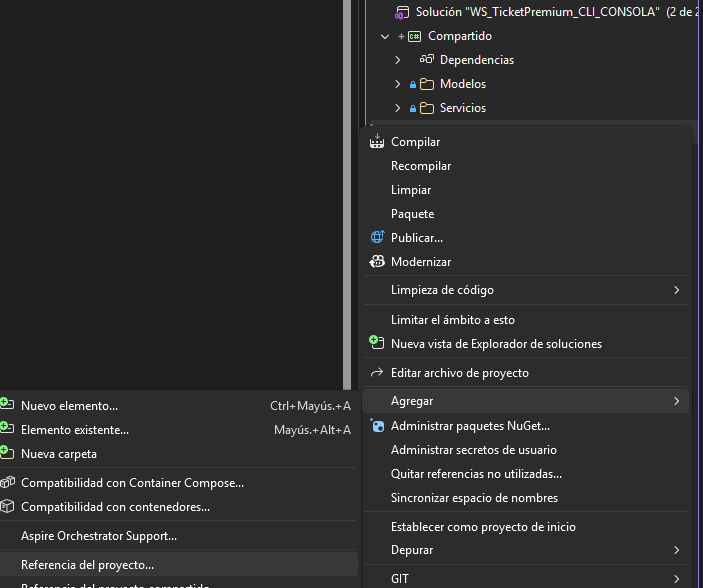 Solución "WS_TicketPremium_CLI_CONSOLA" (2 de 2
Compartido
Dependencias
Modelos
Servicios
Compilar
Recompilar
Limpiar
Paquete
Publicar...
Modernizar
Limpieza de código
Limitar el ámbito a esto
Nueva vista de Explorador de soluciones
Editar archivo de proyecto
Agregar
Administrar paquetes NuGet...
Administrar secretos de usuario
Quitar referencias no utilizadas...
Sincronizar espacio de nombres
Establecer como proyecto de inicio
Depurar
GIT
Nuevo elemento... Ctrl+Mayús.+A
Elemento existente... Mayús.+Alt+A
Nueva carpeta
Compatibilidad con Container Compose...
Compatibilidad con contenedores...
Aspire Orchestrator Support...
Referencia del proyecto...
Referencia del proyecto compartido